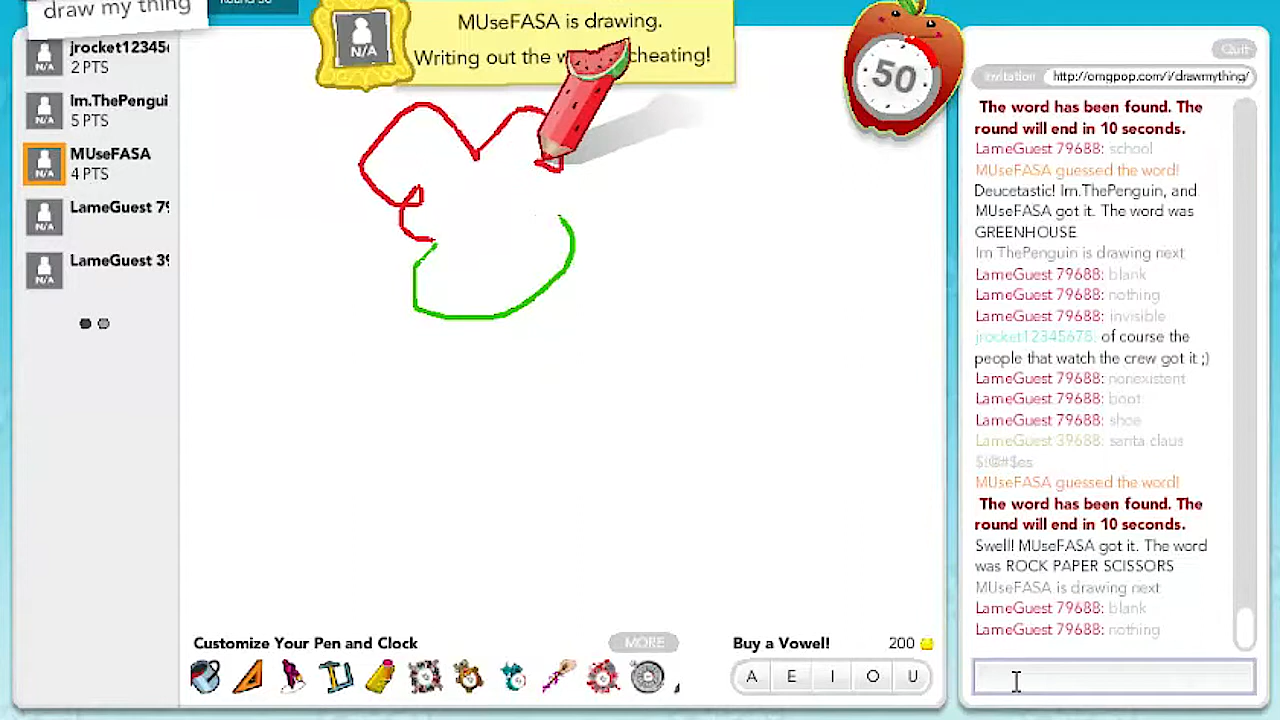 draw my thing
MUseFASA is drawing.
Writing out the cheating!
N/A
50
Quit
Invitation http://omgpop.com/i/drawmything/
jrocket12345
2 PTS
N/A
Im.ThePengui
5 PTS
N/A
MUseFASA
4 PTS
N/A
LameGuest 79
N/A
LameGuest 39
N/A
The word has been found. The
round will end in 10 seconds.
LameGuest 79688: school
MUseFASA guessed the word!
Deucetastic! Im.ThePenguin, and
MUseFASA got it. The word was
GREENHOUSE
Im ThePenguin is drawing next
LameGuest 79688: blank
LameGuest 79688: nothing
LameGuest 79688: invisible
jrocket12345678: of course the
people that watch the crew got it ;)
LameGuest 79688: nonexistent
LameGuest 79688: boot
LameGuest 79688: shoe
LameGuest 39688: santa claus
$!@#$es
MUseFASA guessed the word!
The word has been found. The
round will end in 10 seconds.
Swell! MUseFASA got it. The word
was ROCK PAPER SCISSORS
MUseFASA is drawing next
LameGuest 79688: blank
LameGuest 79688: nothing
Customize Your Pen and Clock
MORE
Buy a Vowel!
200
A E I O U